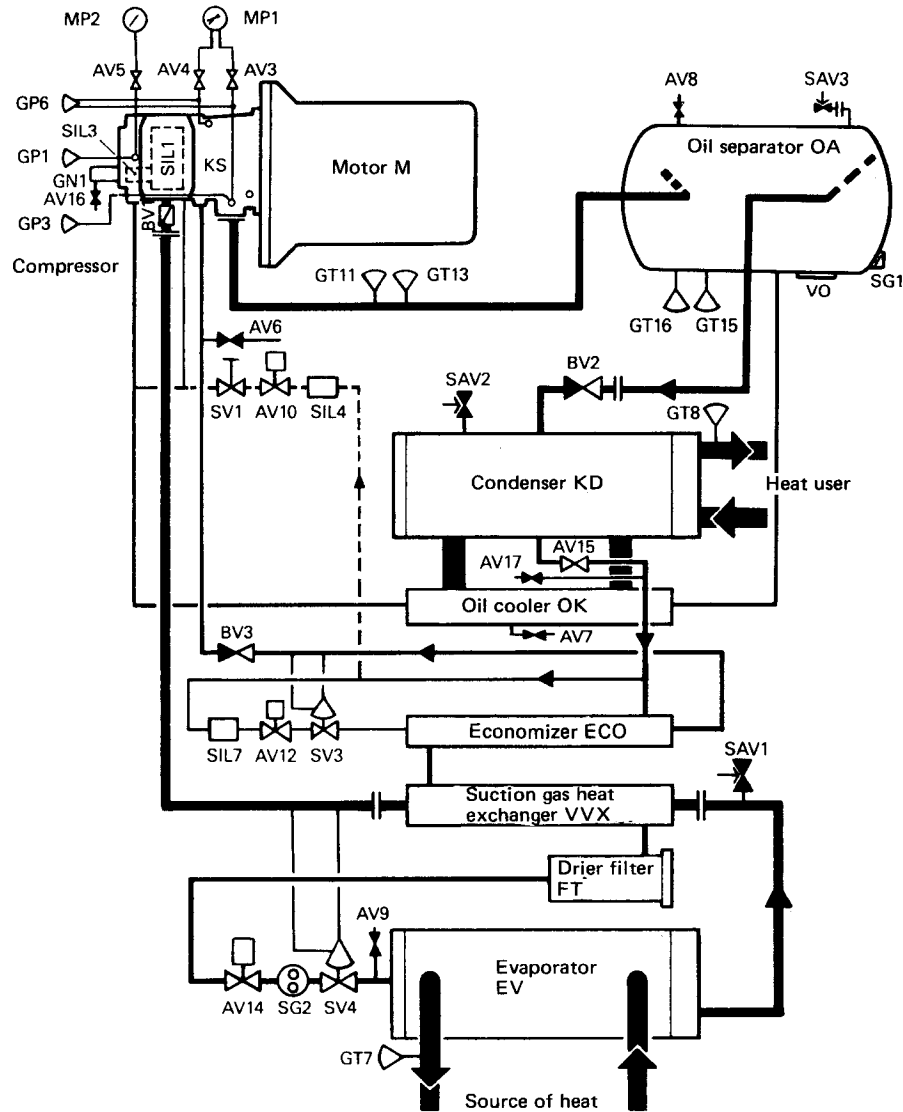 MP2
MP1
AV5
AV4
AV3
GP6
SIL3
GP1
SIL1
KS
GN1
AV16
GP3
BV
Compressor
Motor M
AV8
SAV3
Oil separator OA
SG1
VO
GT16
GT15
GT11
GT13
AV6
SV1
AV10
SIL4
SAV2
BV2
GT8
Condenser KD
Heat user
AV15
AV17
Oil cooler OK
AV7
BV3
Economizer ECO
SIL7
AV12
SV3
SAV1
Suction gas heat
exchanger VVX
Drier filter
FT
AV9
Evaporator
EV
AV14
SG2
SV4
GT7
Source of heat